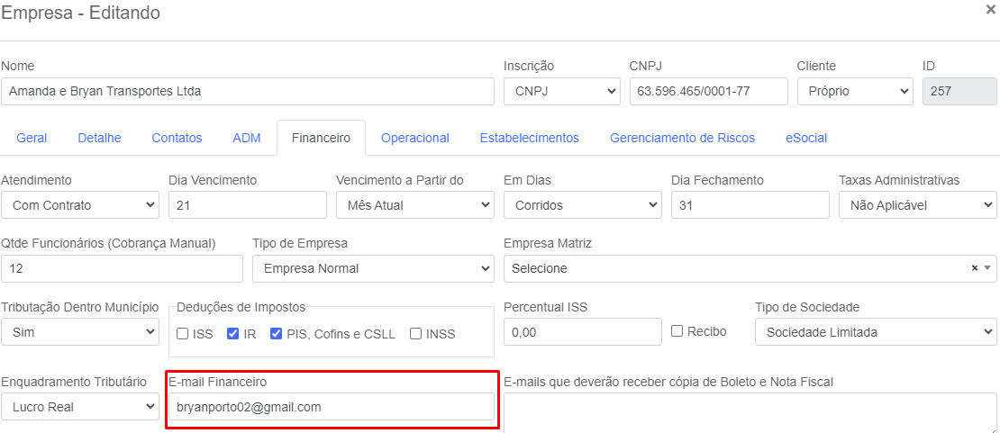 Empresa - Editando ×
Nome Inscrição CNPJ Cliente ID
Amanda e Bryan Transportes Ltda CNPJ 63.596.465/0001-77 Próprio 257
Geral Detalhe Contatos ADM Financeiro Operacional Estabelecimentos Gerenciamento de Riscos eSocial
Atendimento Dia Vencimento Vencimento a Partir do Em Dias Dia Fechamento Taxas Administrativas
Com Contrato 21 Mês Atual Corridos 31 Não Aplicável
Qtde Funcionários (Cobrança Manual) Tipo de Empresa Empresa Matriz
12 Empresa Normal Selecione ×
Tributação Dentro Município Deduções de Impostos Percentual ISS Tipo de Sociedade
Sim ISS IR PIS, Cofins e CSLL INSS 0,00 Recibo Sociedade Limitada
Enquadramento Tributário E-mail Financeiro E-mails que deverão receber cópia de Boleto e Nota Fiscal
Lucro Real bryanporto02@gmail.com